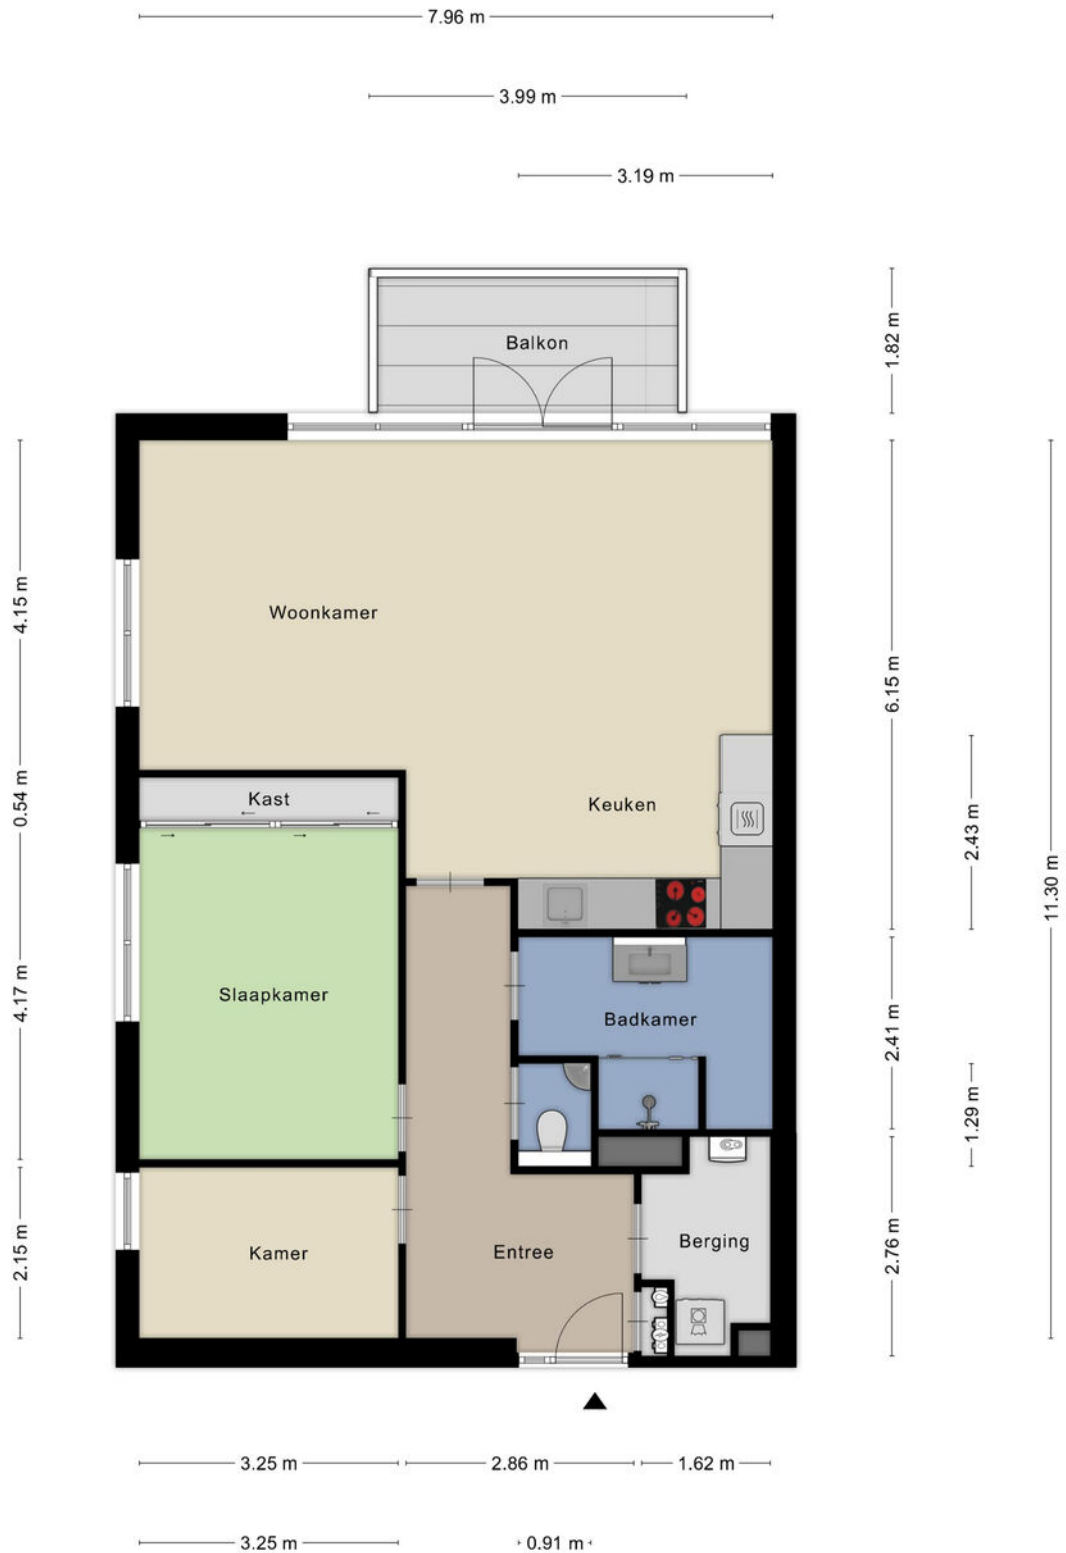 7.96 m
3.99 m
3.19 m
1.82 m
Balkon
4.15 m
Woonkamer
6.15 m
0.54 m
Kast
Keuken
2.43 m
11.30 m
4.17 m
Slaapkamer
Badkamer
2.41 m
1.29 m
2.15 m
Kamer
Entree
Berging
2.76 m
3.25 m
2.86 m
1.62 m
3.25 m
0.91 m